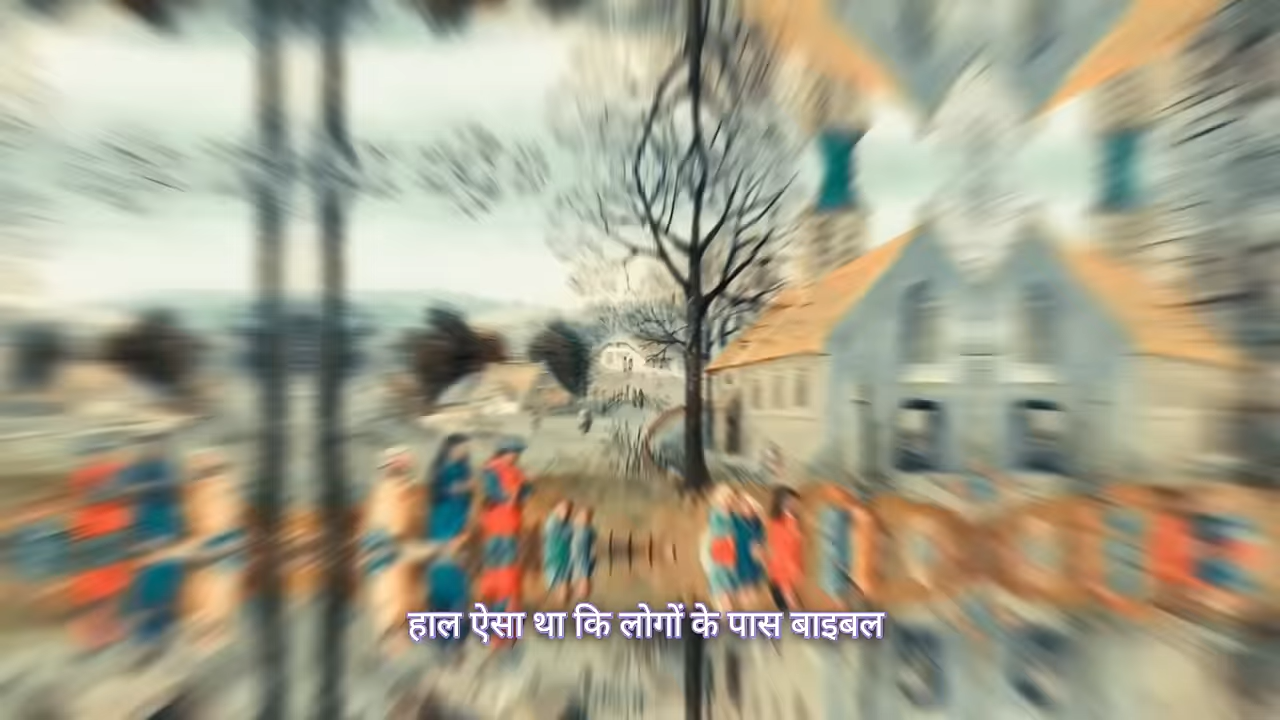 हाल ऐसा था कि लोगों के पास बाइबल